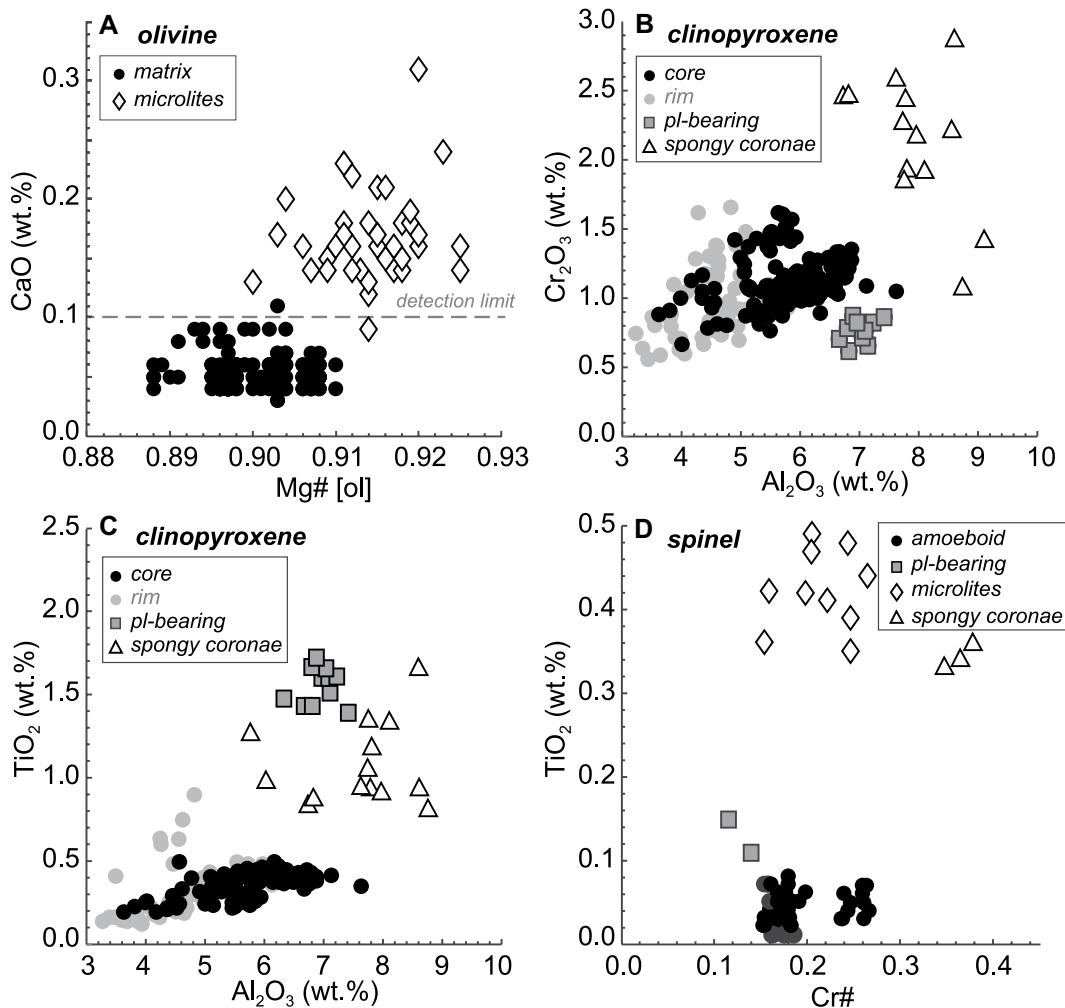 A olivine
matrix
microlites
detection limit
0.3
0.2
0.1
0.0
CaO (wt.%)
0.88 0.89 0.90 0.91 0.92 0.93
Mg# [ol]
B clinopyroxene
core
rim
pl-bearing
spongy coronae
3.0
2.5
2.0
1.5
1.0
0.5
0.0
Cr₂O₃ (wt.%)
3 4 5 6 7 8 9 10
Al₂O₃ (wt.%)
C clinopyroxene
core
rim
pl-bearing
spongy coronae
2.5
2.0
1.5
1.0
0.5
0.0
TiO₂ (wt.%)
3 4 5 6 7 8 9 10
Al₂O₃ (wt.%)
D spinel
amoeboid
pl-bearing
microlites
spongy coronae
0.5
0.4
0.3
0.2
0.1
0.0
TiO₂ (wt.%)
0.0 0.1 0.2 0.3 0.4
Cr#